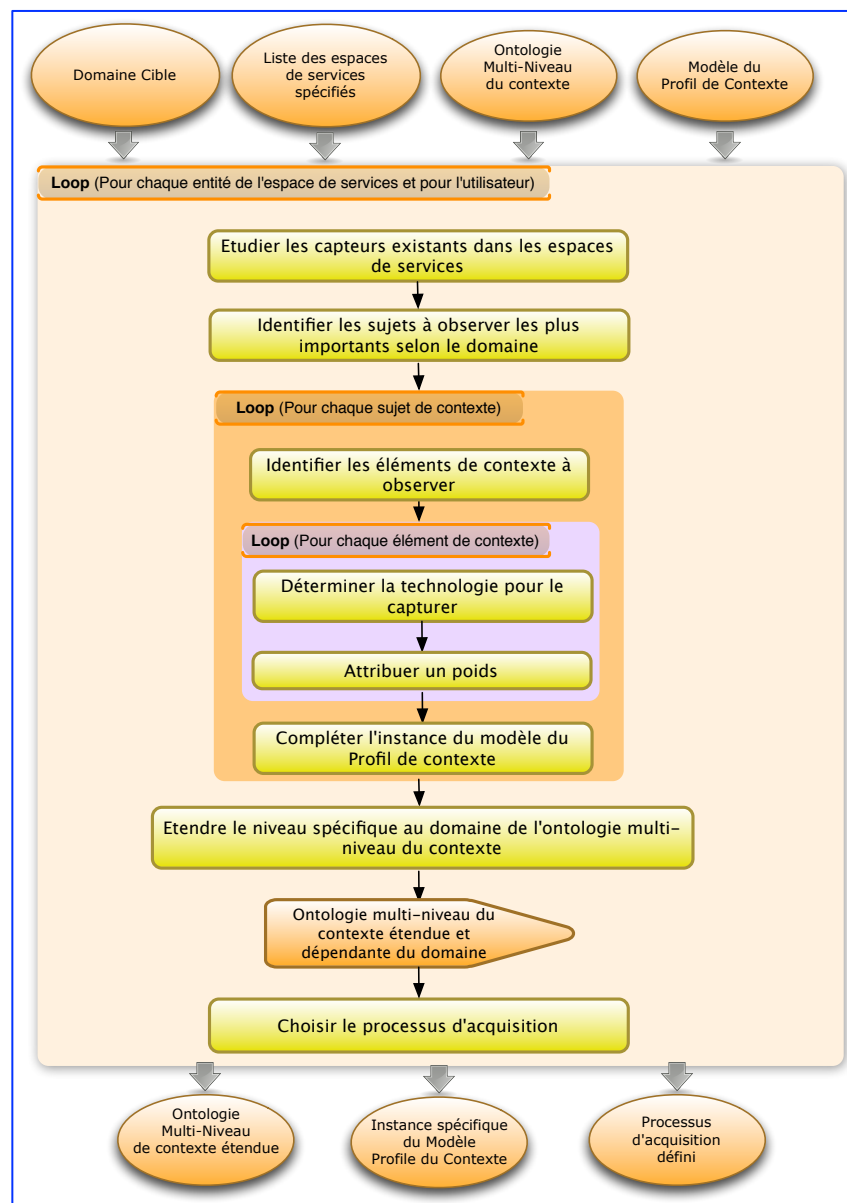 Domaine Cible
Liste des espaces
de services
spécifiés
Ontologie
Multi-Niveau
du contexte
Modèle du
Profil de Contexte
Loop (Pour chaque entité de l'espace de services et pour l'utilisateur)
Etudier les capteurs existants dans les espaces
de services
Identifier les sujets à observer les plus
importants selon le domaine
Loop (Pour chaque sujet de contexte)
Identifier les éléments de contexte à
observer
Loop (Pour chaque élément de contexte)
Déterminer la technologie pour le
capturer
Attribuer un poids
Compléter l'instance du modèle du
Profil de contexte
Etendre le niveau spécifique au domaine de l'ontologie multi-
niveau du contexte
Ontologie multi-niveau du
contexte étendue et
dépendante du domaine
Choisir le processus d'acquisition
Ontologie
Multi-Niveau
de contexte étendue
Instance spécifique
du Modèle
Profile du Contexte
Processus
d'acquisition
défini